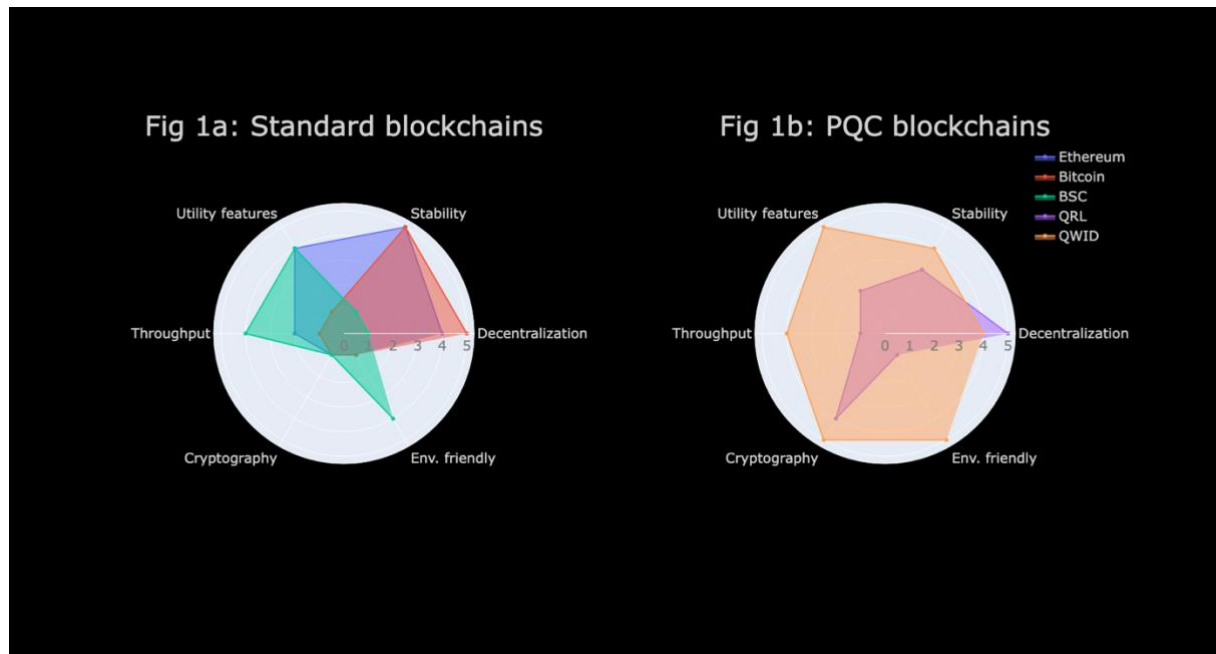 Fig 1a: Standard blockchains
Utility features
Stability
Throughput
0 1 2 3 4 5
Decentralization
Cryptography
Env. friendly
Fig 1b: PQC blockchains
Ethereum
Bitcoin
BSC
QRL
QWID
Utility features
Stability
Throughput
0 1 2 3 4 5
Decentralization
Cryptography
Env. friendly